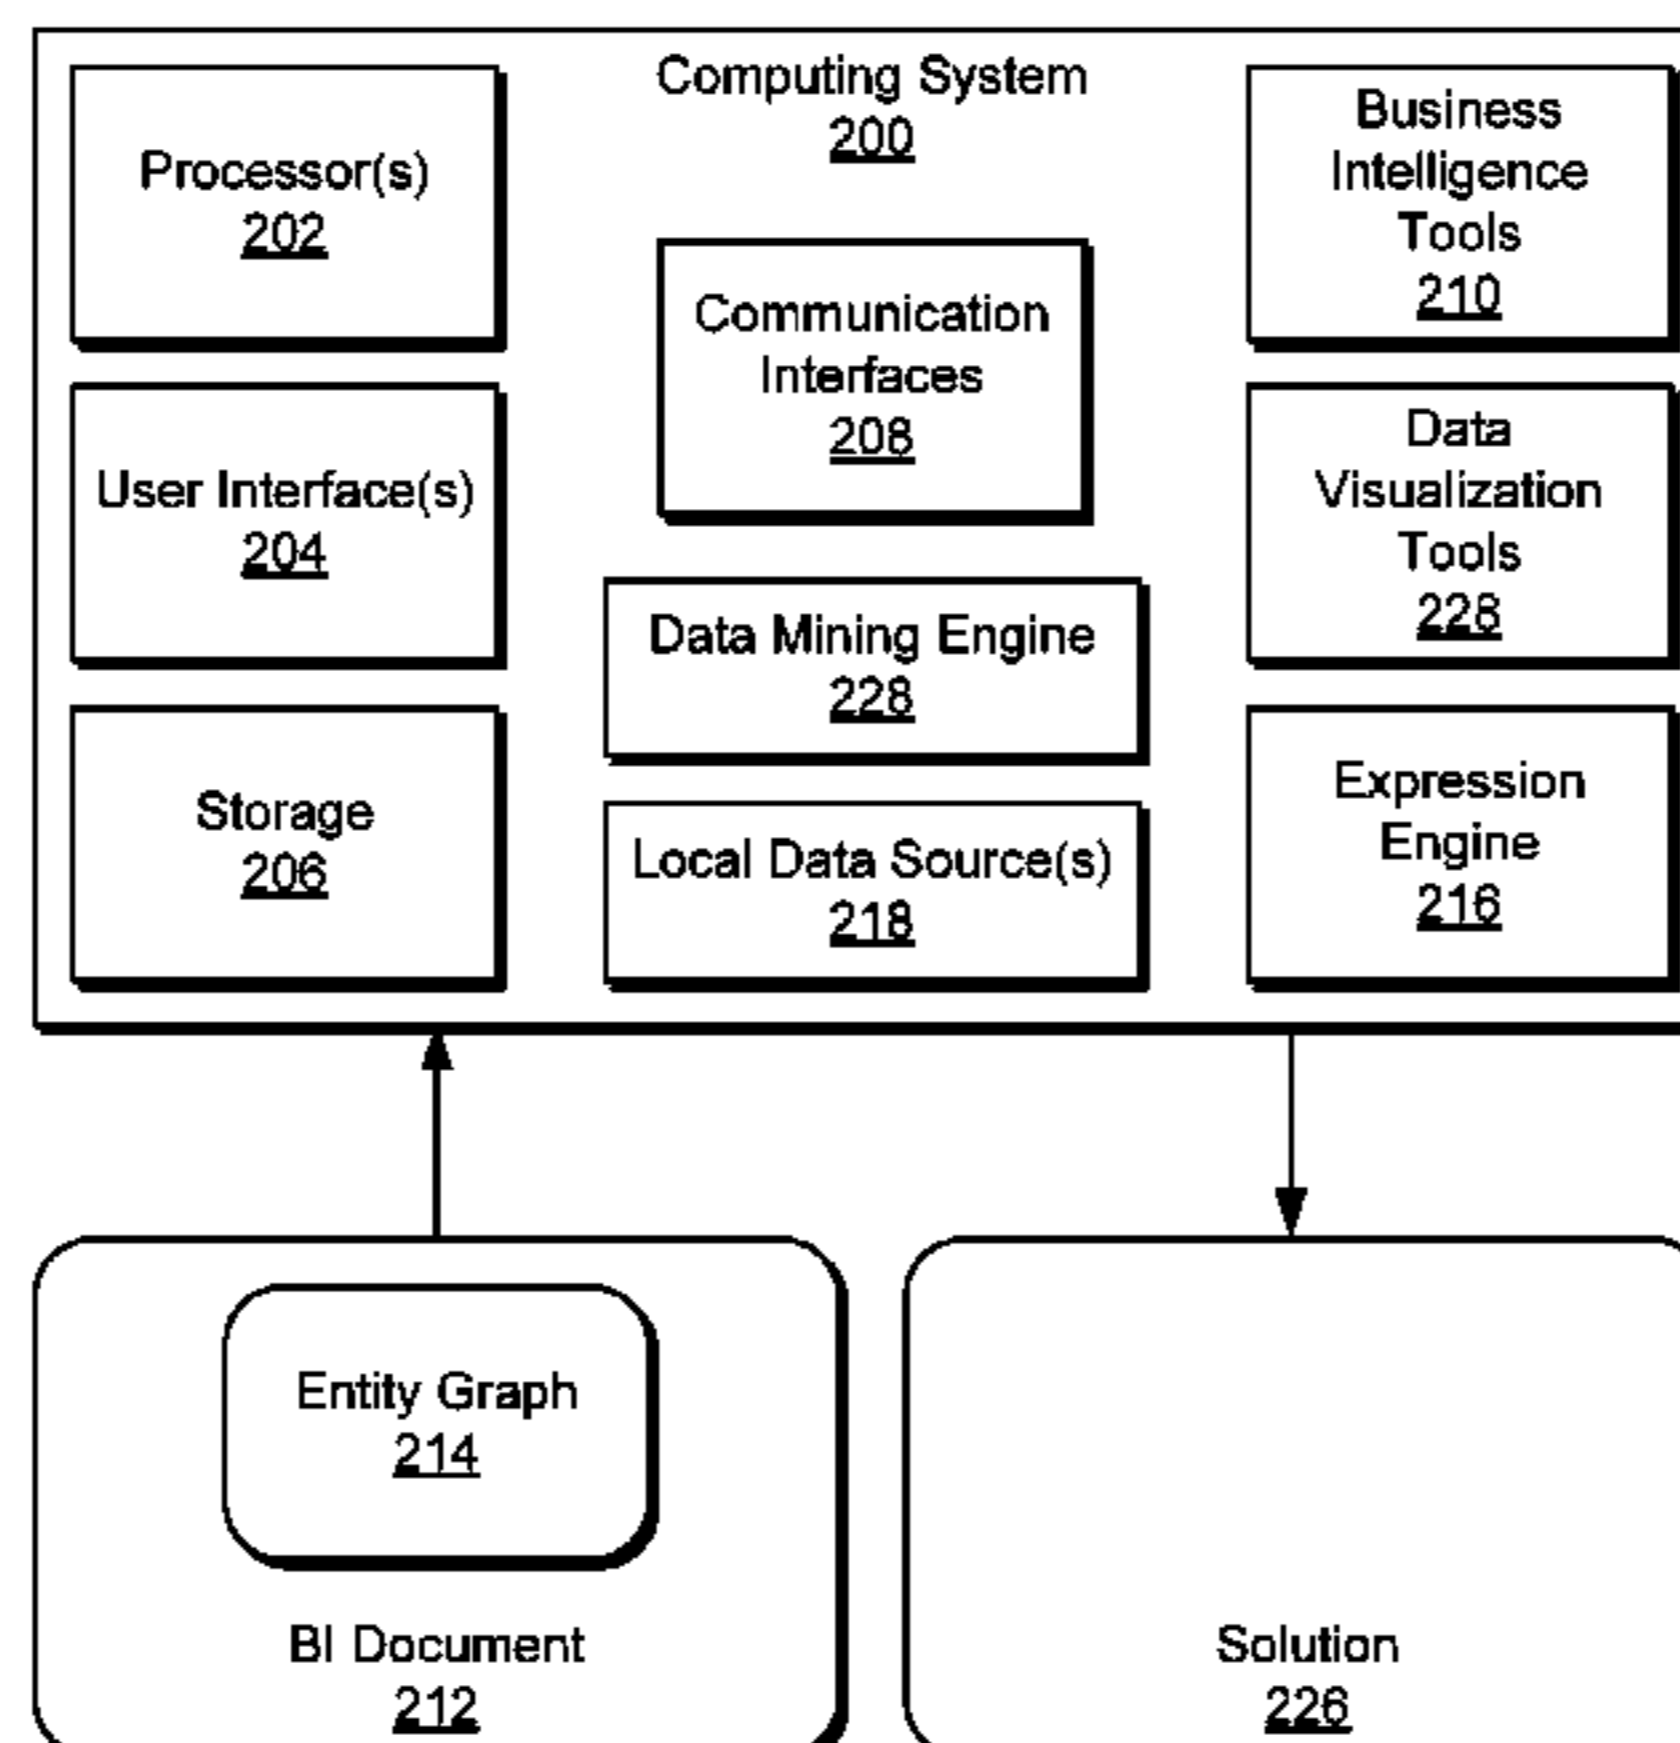 Computing System
200
Processor(s)
202
User Interface(s)
204
Storage
206
Communication
Interfaces
208
Data Mining Engine
228
Local Data Source(s)
218
Business
Intelligence
Tools
210
Data
Visualization
Tools
228
Expression
Engine
216
Entity Graph
214
BI Document
212
Solution
226